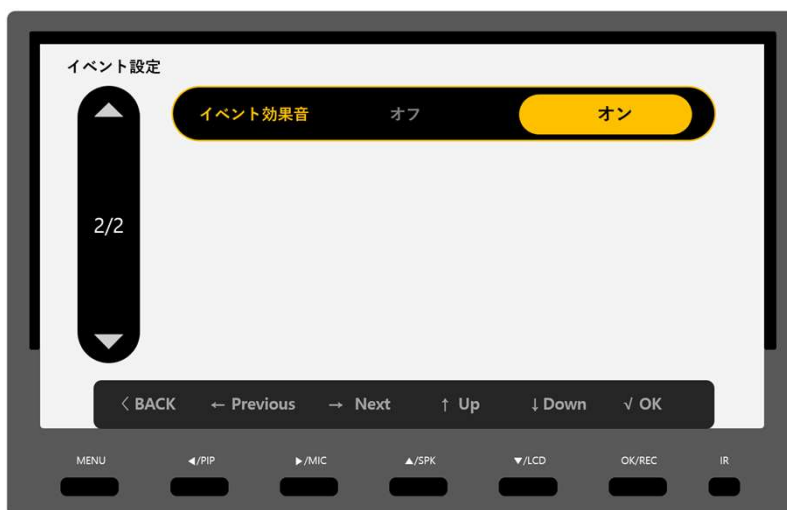 イベント設定
イベント効果音 オフ オン
2/2
〈 BACK ← Previous → Next ↑ Up ↓ Down √ OK
MENU ◀/PIP ▶/MIC ▲/SPK ▼/LCD OK/REC IR